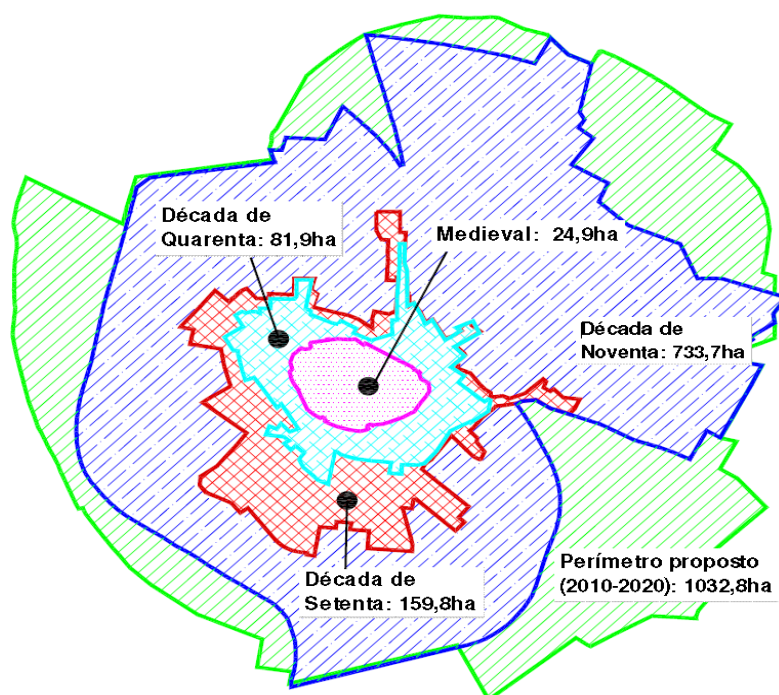 Década de
Quarenta: 81,9ha
Medieval: 24,9ha
Década de
Noventa: 733,7ha
Perímetro proposto
(2010-2020): 1032,8ha
Década de
Setenta: 159,8ha